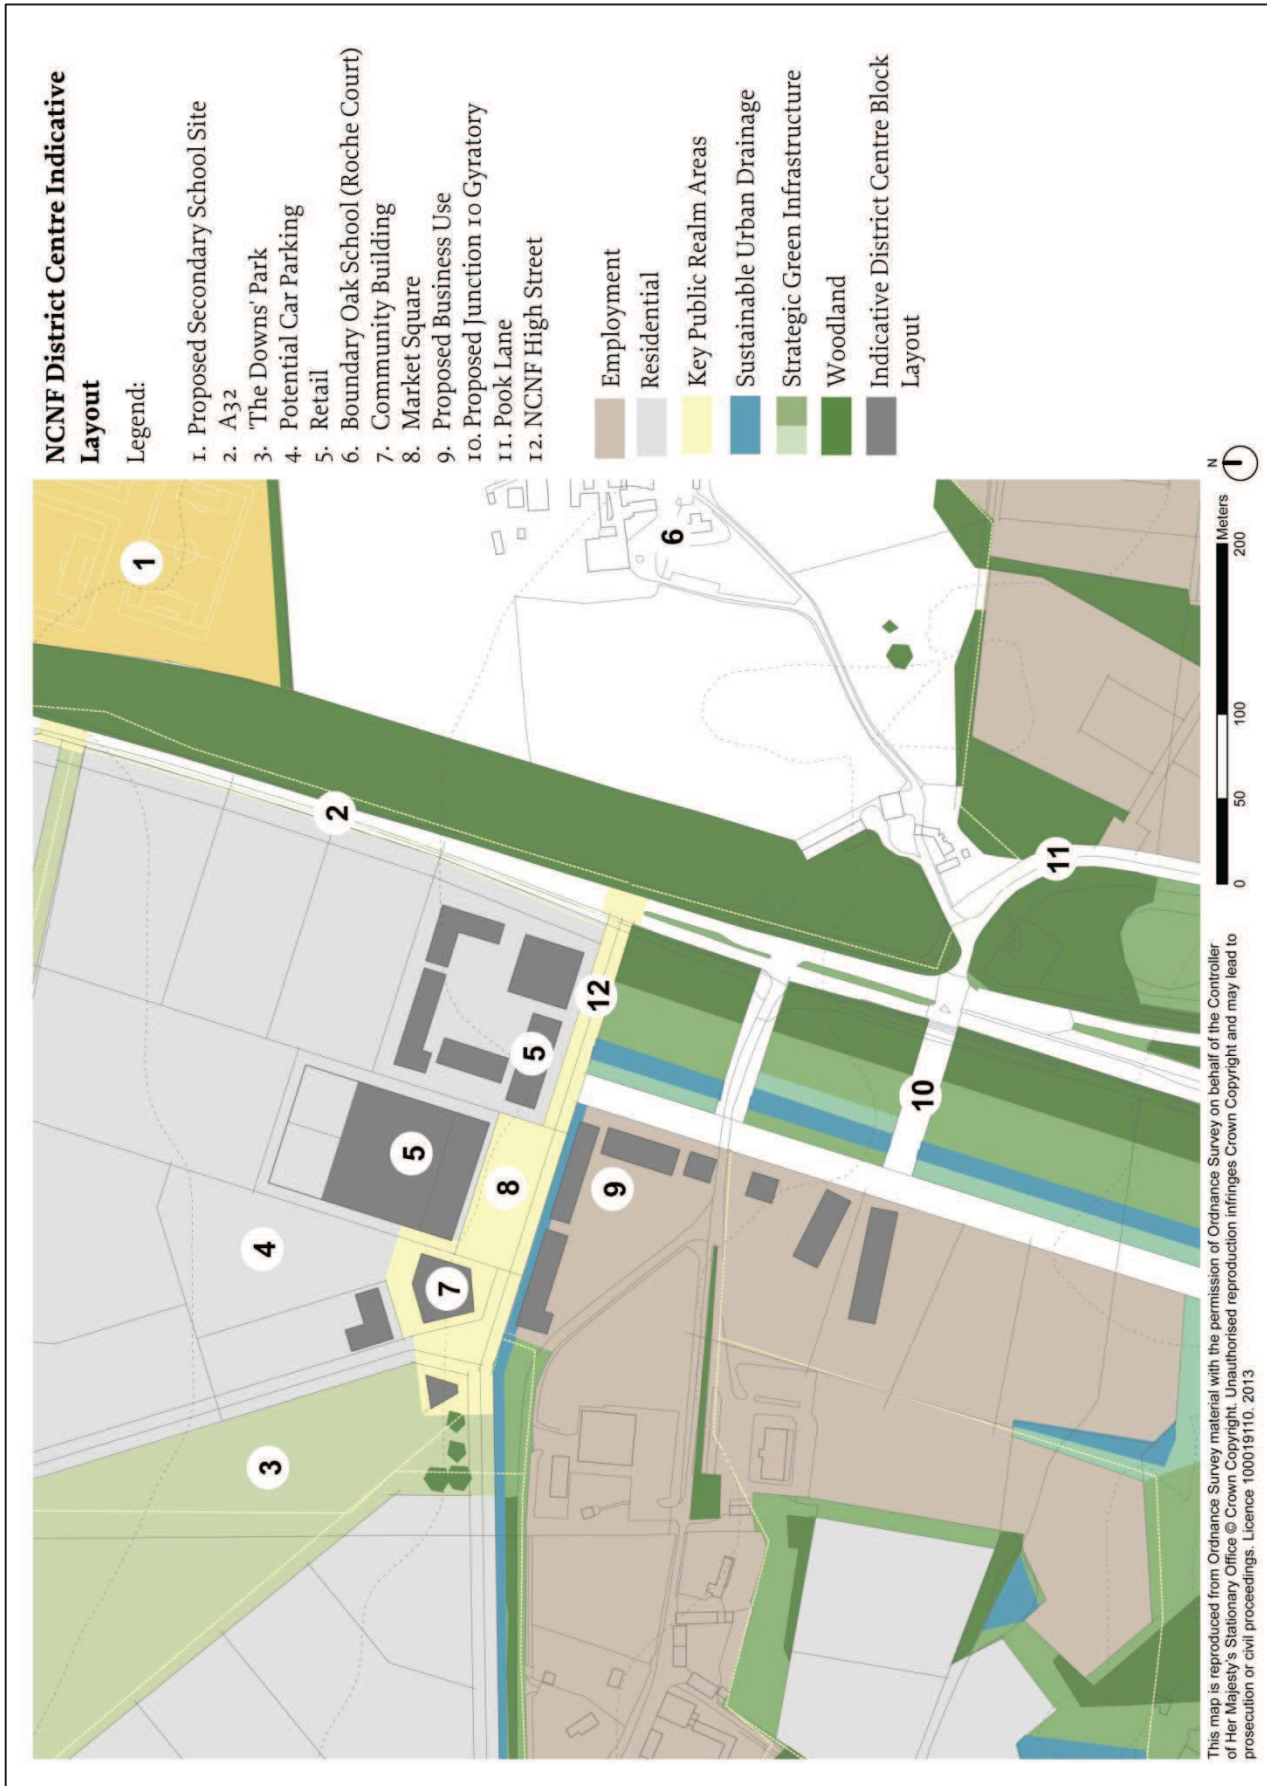 NCNF District Centre Indicative
Layout
Legend:
1. Proposed Secondary School Site
2. A32
3. 'The Downs' Park
4. Potential Car Parking
5. Retail
6. Boundary Oak School (Roche Court)
7. Community Building
8. Market Square
9. Proposed Business Use
10. Proposed Junction 10 Gyratory
11. Pook Lane
12. NCNF High Street
Employment
Residential
Key Public Realm Areas
Sustainable Urban Drainage
Strategic Green Infrastructure
Woodland
Indicative District Centre Block
Layout
1
2
3
4
5
5
6
7
8
9
10
11
12
N
Meters
0 50 100 200
This map is reproduced from Ordnance Survey material with the permission of Ordnance Survey on behalf of the Controller
of Her Majesty's Stationary Office © Crown Copyright. Unauthorised reproduction infringes Crown Copyright and may lead to
prosecution or civil proceedings. Licence 100019110. 2013